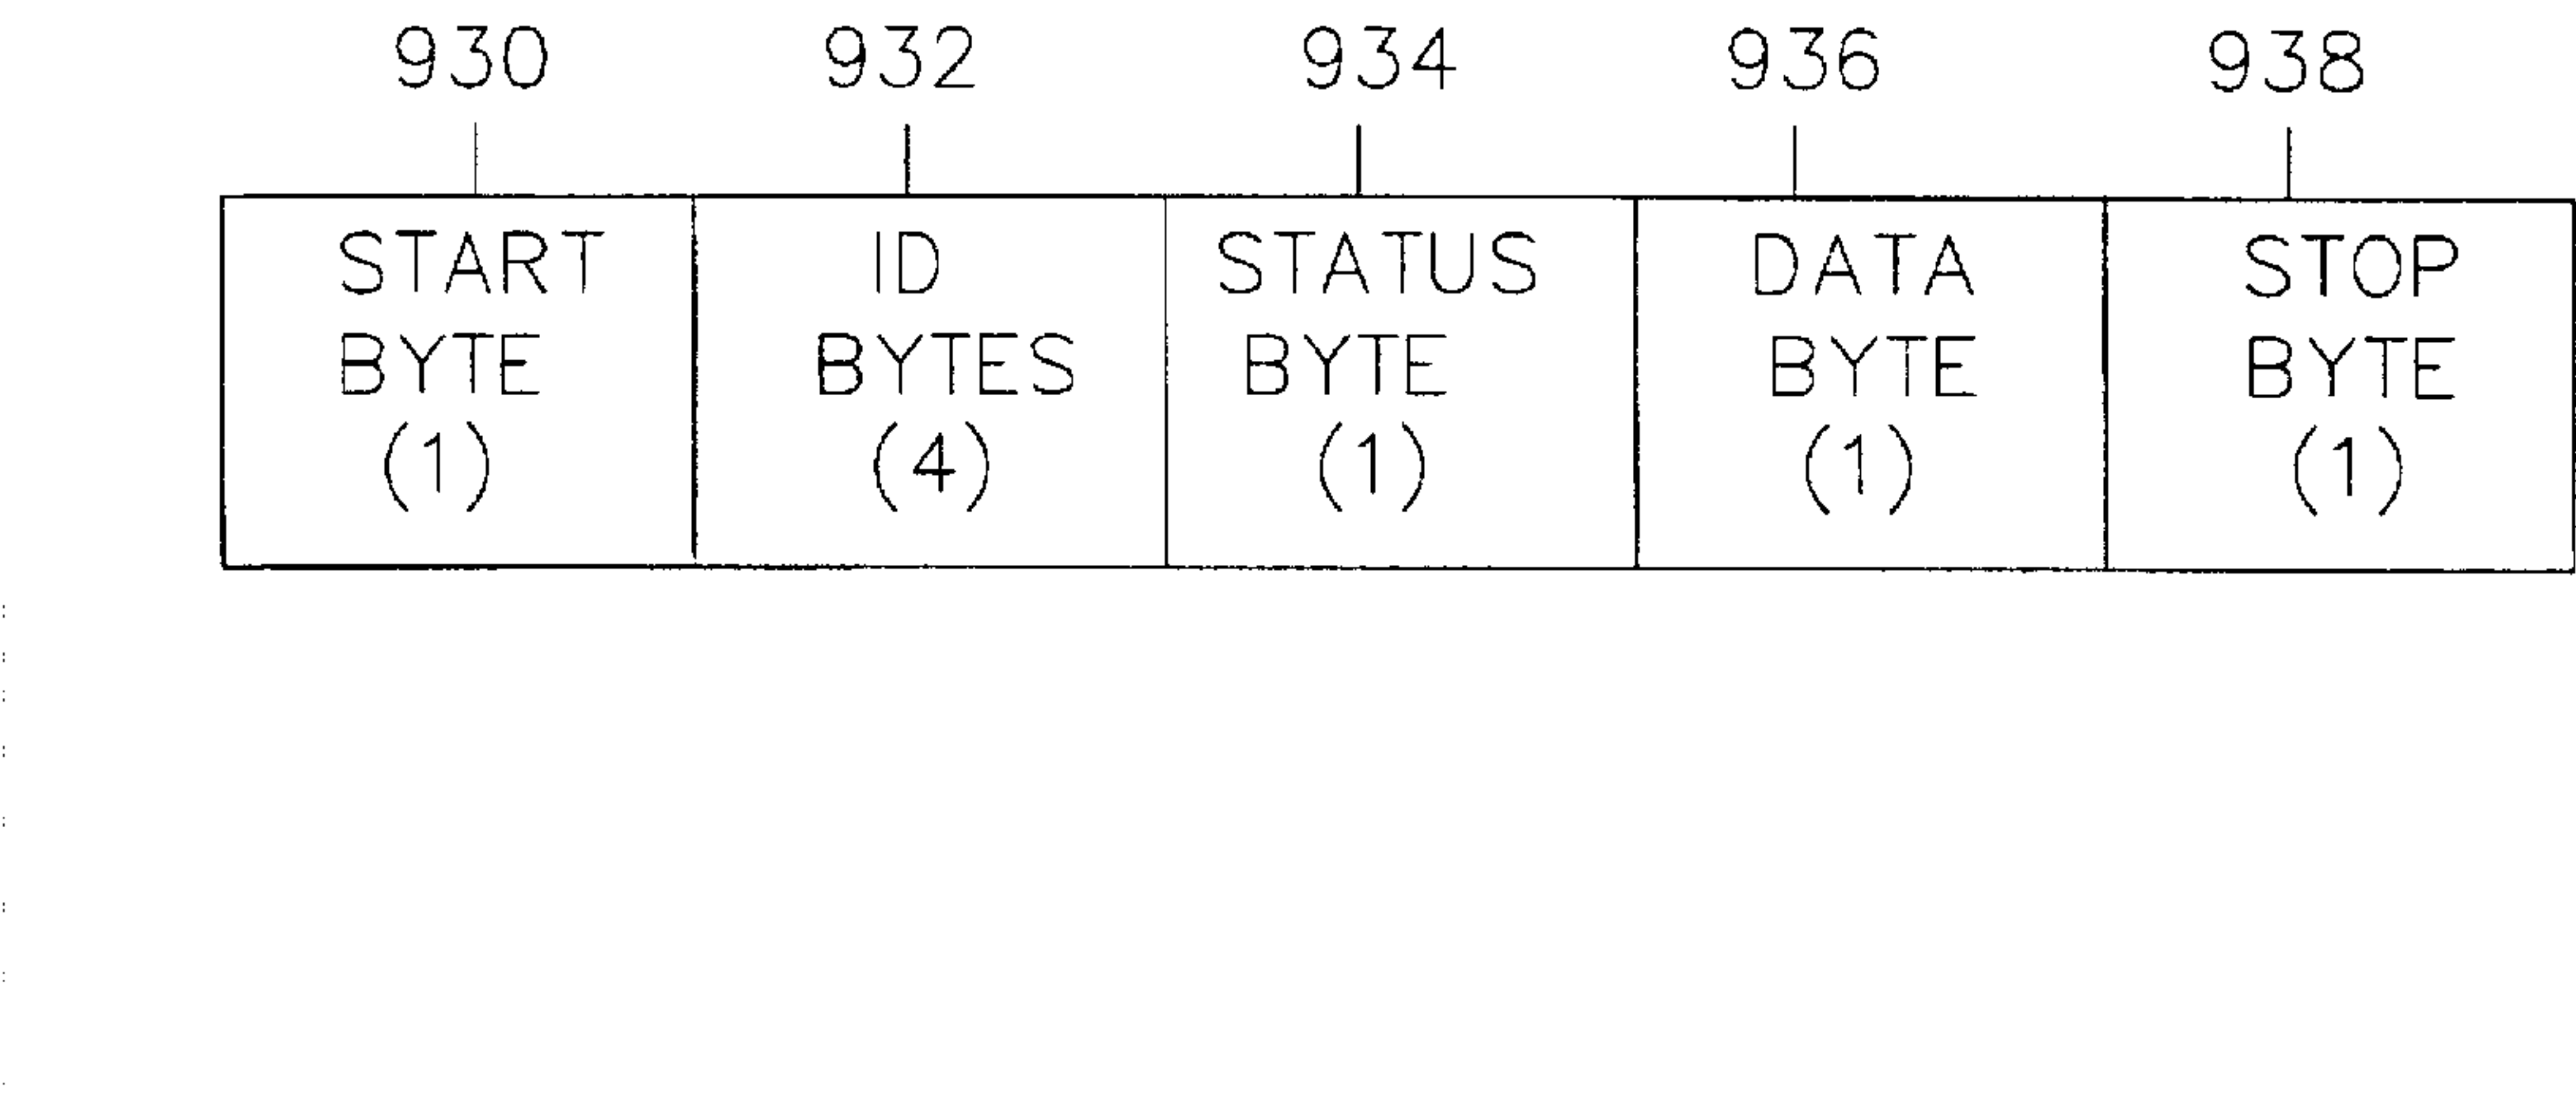 930 932 934 936 938
START ID STATUS DATA STOP
BYTE BYTES BYTE BYTE BYTE
(1) (4) (1) (1) (1)